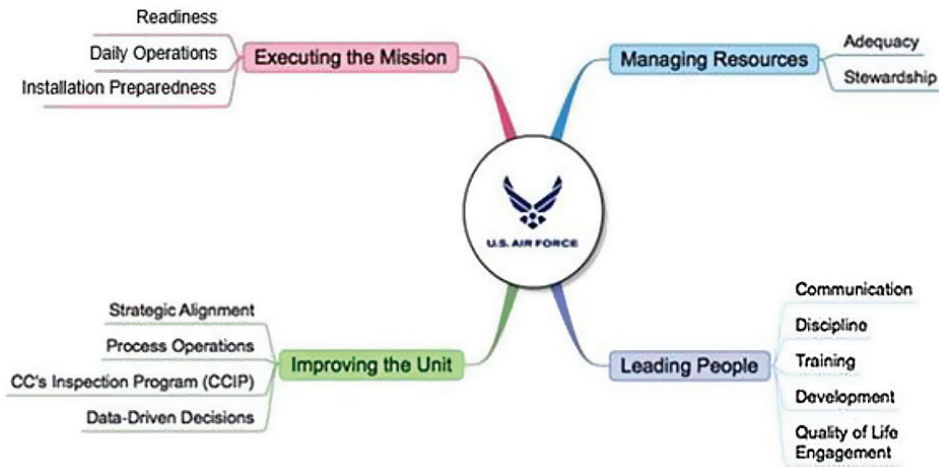 Readiness
Daily Operations
Installation Preparedness
Executing the Mission
Managing Resources
Adequacy
Stewardship
U.S. AIR FORCE
Strategic Alignment
Process Operations
CC's Inspection Program (CCIP)
Data-Driven Decisions
Improving the Unit
Leading People
Communication
Discipline
Training
Development
Quality of Life
Engagement